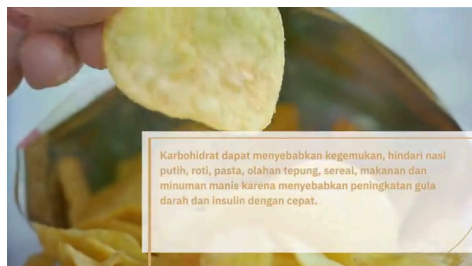 Karbohidrat dapat menyebabkan kegemukan, hindari nasi
putih, roti, pasta, olahan tepung, sereal, makanan dan
minuman manis karena menyebabkan peningkatan gula
darah dan insulin dengan cepat.